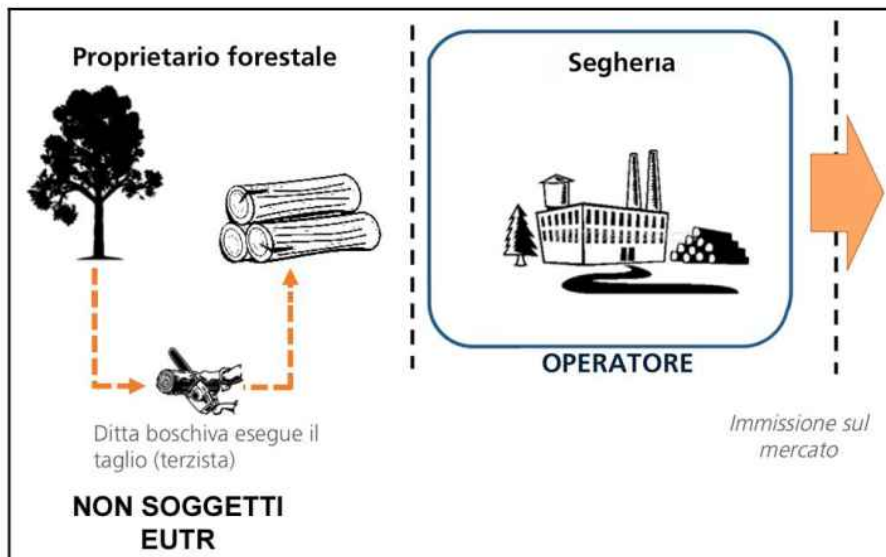 Proprietario forestale
Segheria
Ditta boschiva esegue il
taglio (terzista)
NON SOGGETTI
EUTR
OPERATORE
Immissione sul
mercato